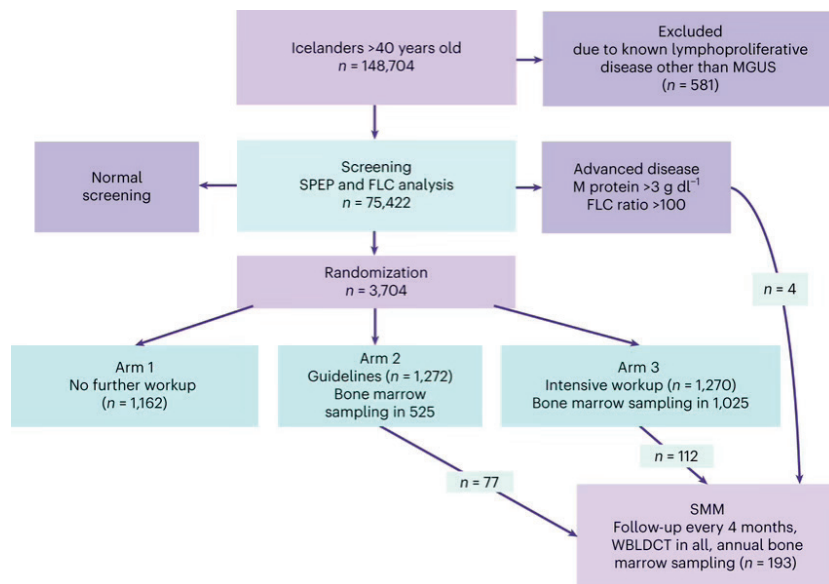 Icelanders >40 years old
n = 148,704
Excluded
due to known lymphoproliferative
disease other than MGUS
(n = 581)
Normal
screening
Screening
SPEP and FLC analysis
n = 75,422
Advanced disease
M protein >3 g dl⁻¹
FLC ratio >100
Randomization
n = 3,704
n = 4
Arm 1
No further workup
(n = 1,162)
Arm 2
Guidelines (n = 1,272)
Bone marrow
sampling in 525
Arm 3
Intensive workup (n = 1,270)
Bone marrow sampling in 1,025
n = 77
n = 112
SMM
Follow-up every 4 months,
WBLDCT in all, annual bone
marrow sampling (n = 193)